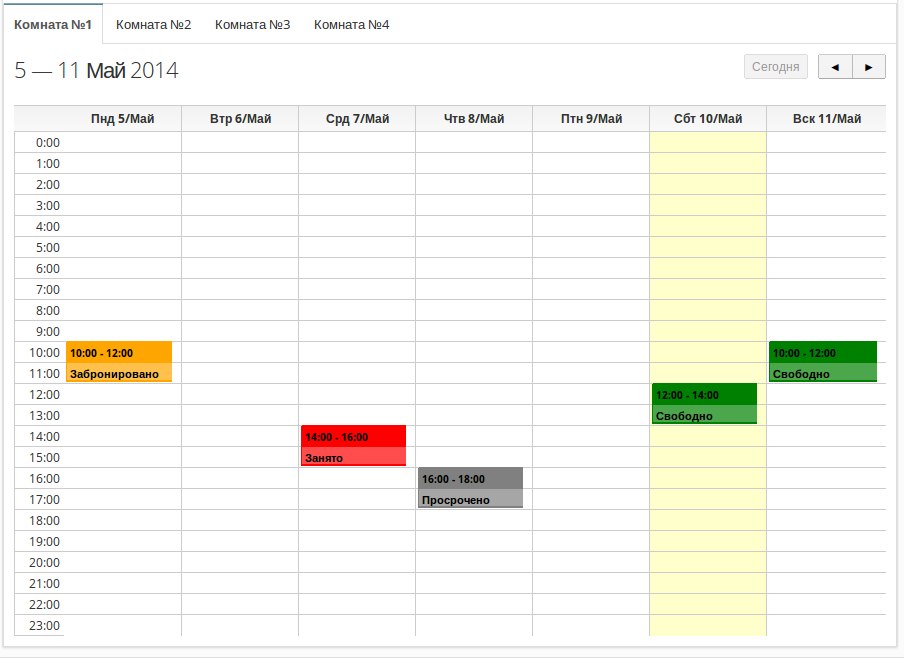 Комната №1 Комната №2 Комната №3 Комната №4
5 — 11 Май 2014 Сегодня ◄ ►
Пнд 5/Май Втр 6/Май Срд 7/Май Чтв 8/Май Птн 9/Май Сбт 10/Май Вск 11/Май
0:00
1:00
2:00
3:00
4:00
5:00
6:00
7:00
8:00
9:00
10:00 10:00 - 12:00 10:00 - 12:00
11:00 Забронировано Свободно
12:00 12:00 - 14:00
13:00 Свободно
14:00 14:00 - 16:00
15:00 Занято
16:00 16:00 - 18:00
17:00 Просрочено
18:00
19:00
20:00
21:00
22:00
23:00